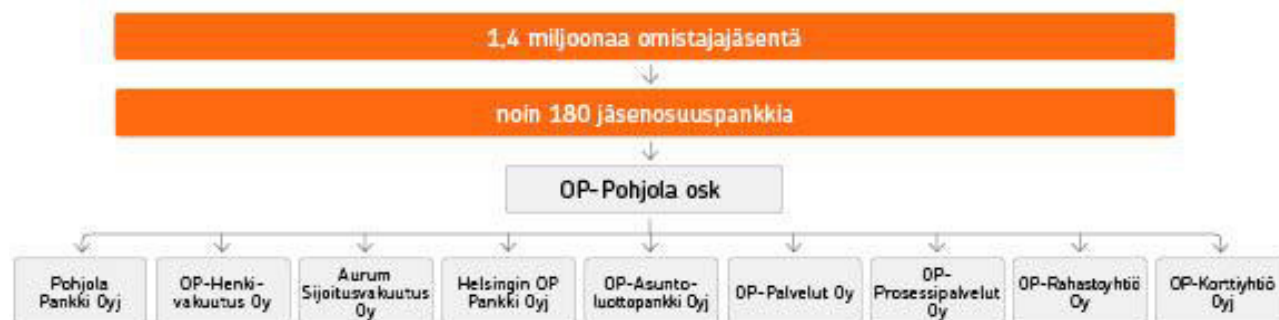 1,4 miljoonaa omistajajäsentä
noin 180 jäsenosuuspankkia
OP-Pohjola osk
Pohjola
Pankki Oyj
OP-Henki-
vakuutus Oy
Aurum
Sijoitusvakuutus
Oy
Helsingin OP
Pankki Oyj
OP-Asunto-
luottopankki Oyj
OP-Palvelut Oy
OP-
Prosessipalvelut
Oy
OP-Rahastoyhtiö
Oy
OP-Korttiyhtiö
Oyj